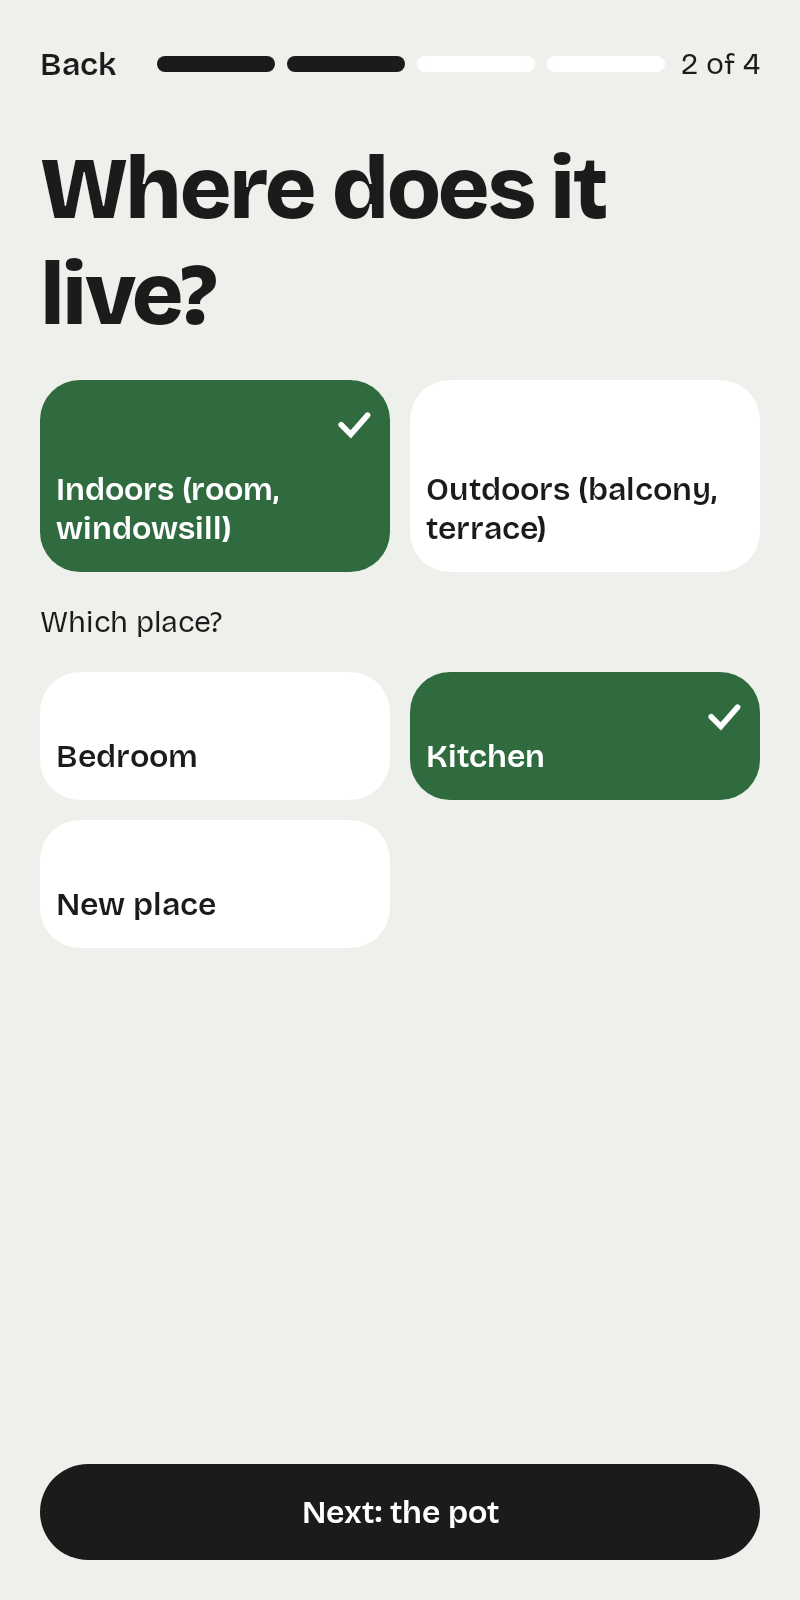 Back
2 of 4
Where does it
live?
Indoors (room,
windowsill)
Outdoors (balcony,
terrace)
Which place?
Bedroom
Kitchen
New place
Next: the pot